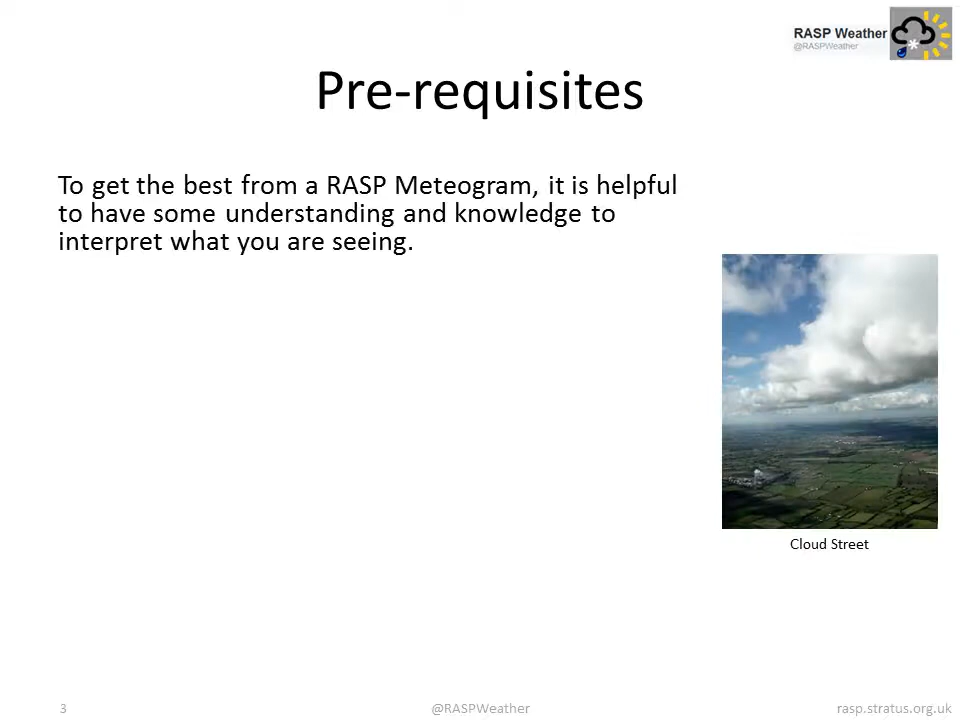 RASP Weather
@RASPWeather
Pre-requisites
To get the best from a RASP Meteogram, it is helpful
to have some understanding and knowledge to
interpret what you are seeing.
Cloud Street
3
@RASPWeather
rasp.stratus.org.uk